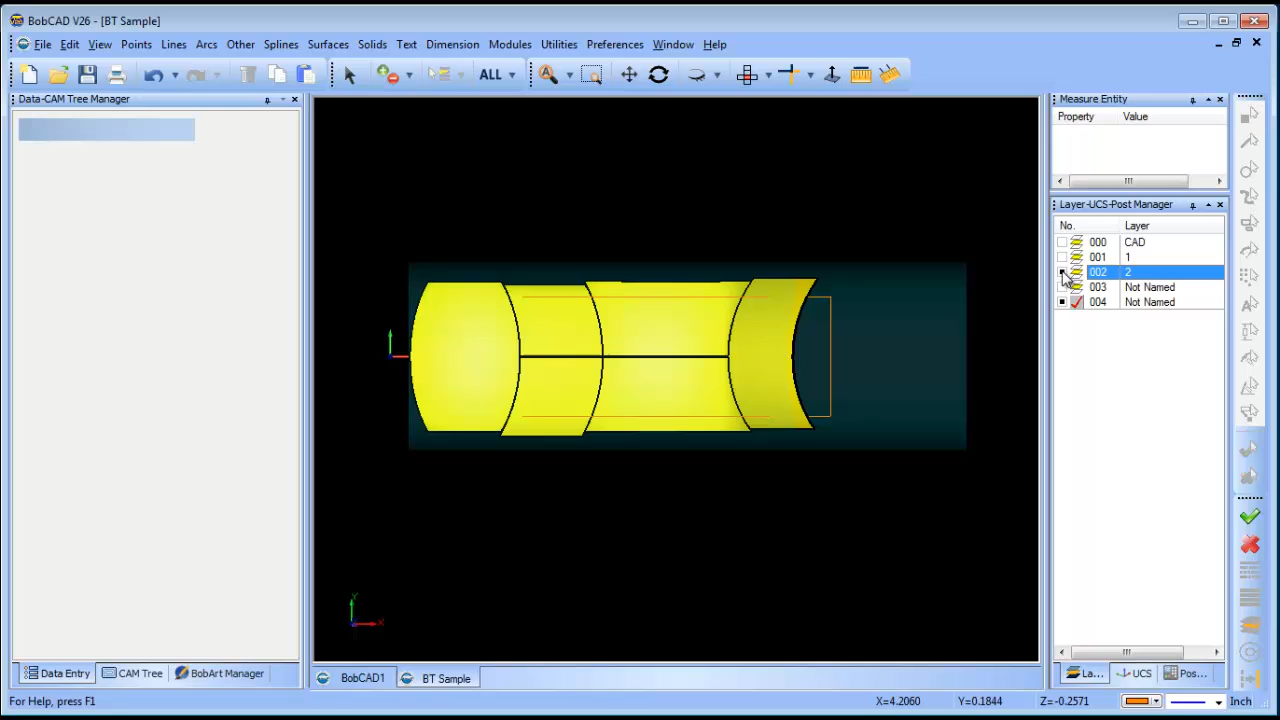 BobCAD V26 - [BT Sample]
File Edit View Points Lines Arcs Other Splines Surfaces Solids Text Dimension Modules Utilities Preferences Window Help
ALL
Data-CAM Tree Manager
Measure Entity
Property Value
Layer-UCS-Post Manager
No. Layer
000 CAD
001 1
002 2
003 Not Named
004 Not Named
Y
X
Data Entry CAM Tree BobArt Manager
BobCAD1 BT Sample
La... UCS Pos...
For Help, press F1
X=4.2060 Y=0.1844 Z=-0.2571 Inch